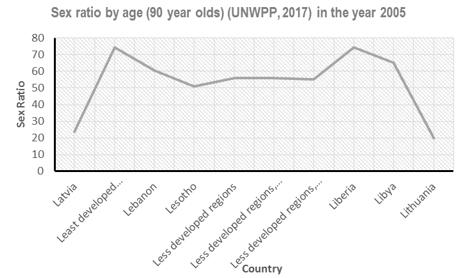 Sex ratio by age (90 year olds) (UNWPP, 2017) in the year 2005
80
70
60
50
40
30
20
10
0
Sex Ratio
Latvia
Least developed...
Lebanon
Lesotho
Less developed regions
Less developed regions,...
Less developed regions,...
Liberia
Libya
Lithuania
Country